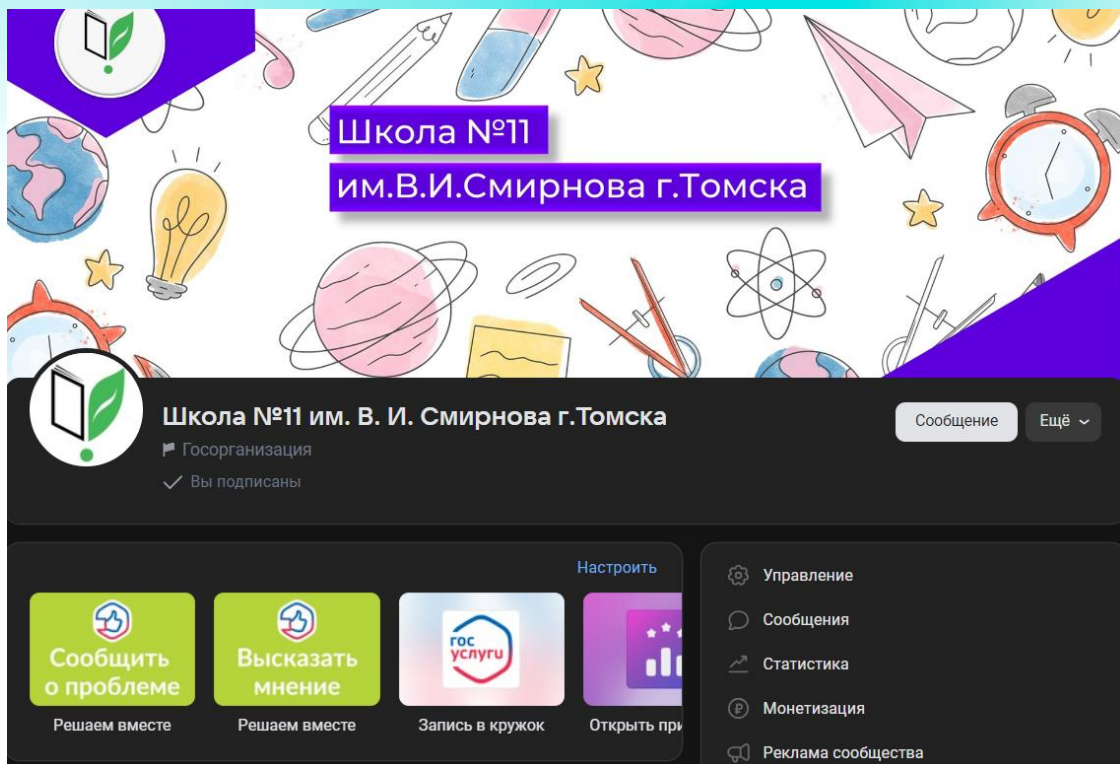 Школа №11
им.В.И.Смирнова г.Томска
Школа №11 им. В. И. Смирнова г.Томска
Госорганизация
Вы подписаны
Сообщение
Ещё
Настроить
Сообщить
о проблеме
Решаем вместе
Высказать
мнение
Решаем вместе
гос
услуги
Запись в кружок
Открыть
Управление
Сообщения
Статистика
Монетизация
Реклама сообщества